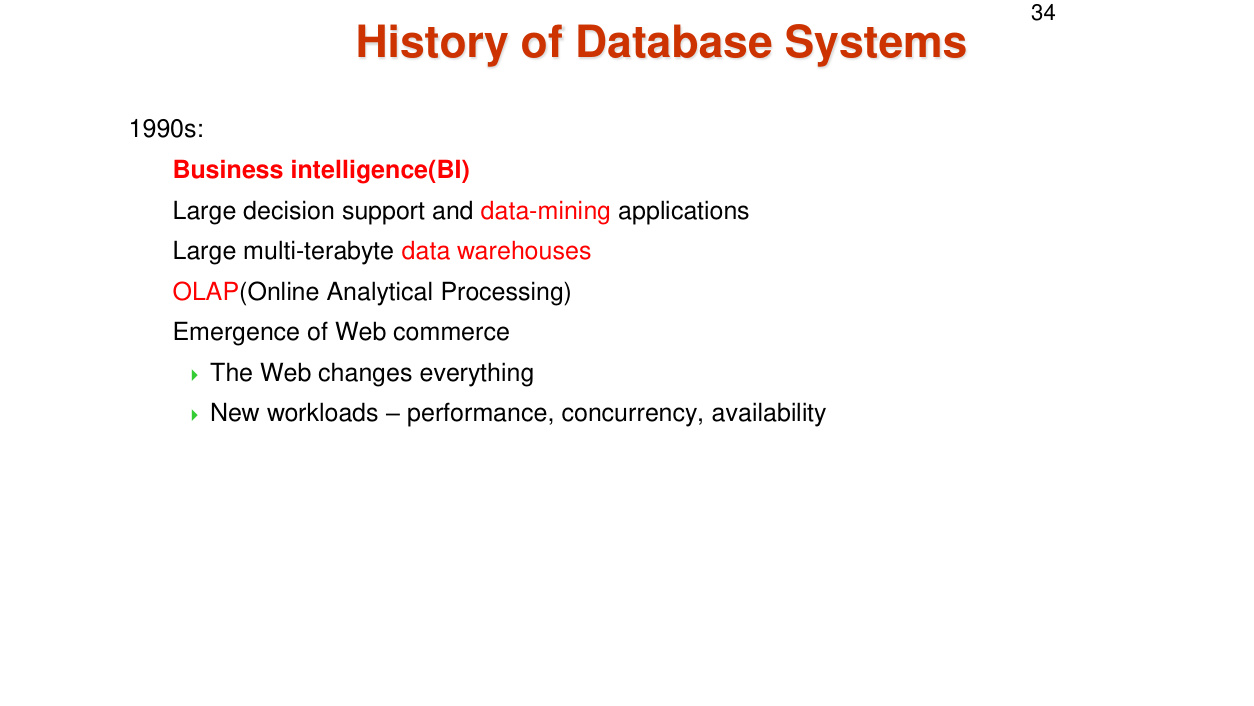 34
History of Database Systems
1990s:
Business intelligence(BI)
Large decision support and data-mining applications
Large multi-terabyte data warehouses
OLAP(Online Analytical Processing)
Emergence of Web commerce
The Web changes everything
New workloads – performance, concurrency, availability